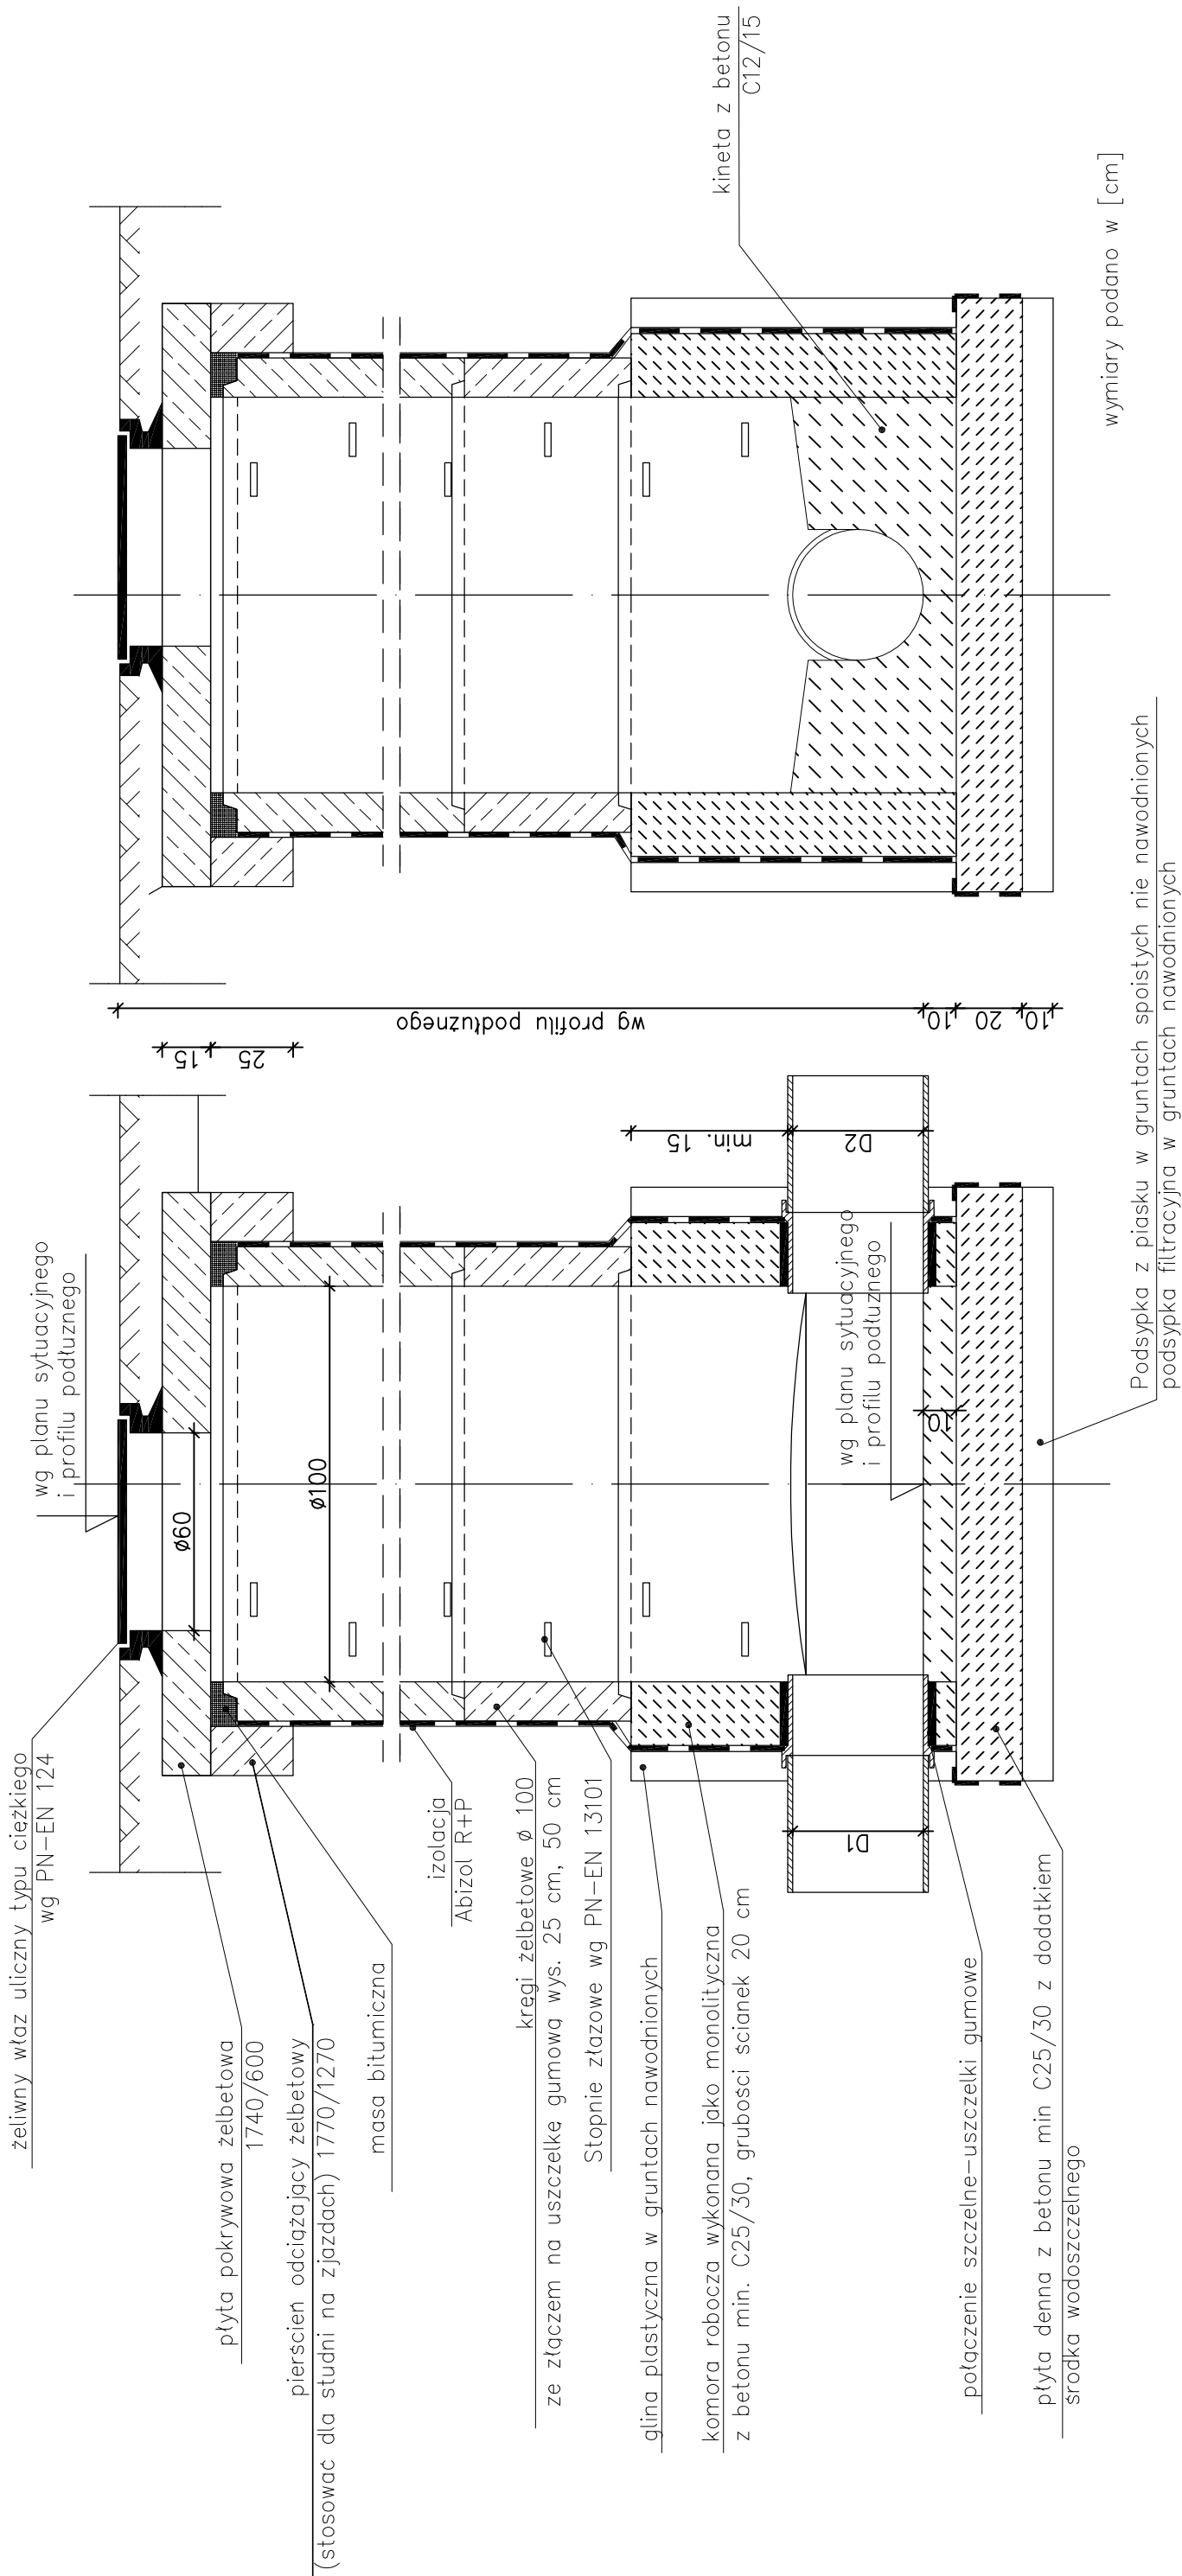 żeliwny właz uliczny typu ciężkiego
wg PN-EN 124
płyta pokrywowa żelbetowa
1740/600
pierscień odciążający żelbetowy
(stosować dla studni na zjazdach) 1770/1270
masa bitumiczna
izolacja
Abizol R+P
kręgi żelbetowe ø 100
ze złączem na uszczelkę gumową wys. 25 cm, 50 cm
Stopnie złazowe wg PN-EN 13101
glina plastyczna w gruntach nawodnionych
komora robocza wykonana jako monolityczna
z betonu min. C25/30, grubości scianek 20 cm
połączenie szczelne-uszczelki gumowe
płyta denna z betonu min C25/30 z dodatkiem
środka wodoszczelnego
wg planu sytuacyjnego
i profilu podłuznego
ø60
ø100
wg planu sytuacyjnego
i profilu podłuznego
10
D1
D2
min. 15
15
25
wg profilu podłużnego
10
20
10
Podsypka z piasku w gruntach spoistych nie nawodnionych
podsypka filtracyjna w gruntach nawodnionych
kineta z betonu
C12/15
wymiary podano w [cm]